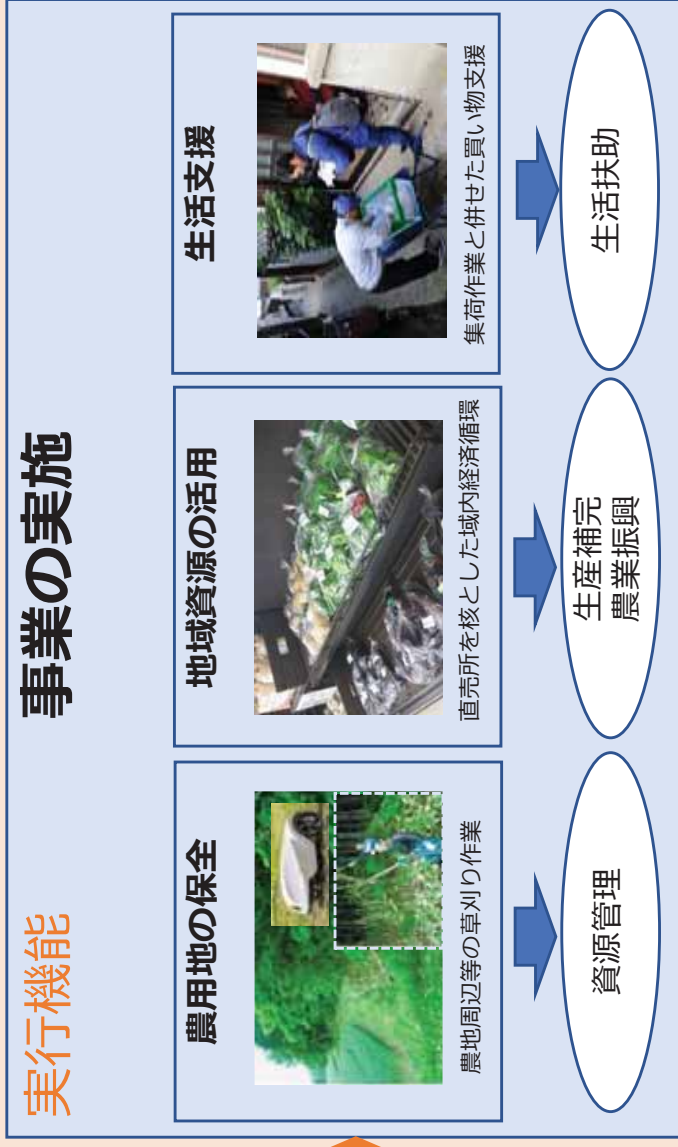 実行機能
事業の実施
農用地の保全
農地周辺等の草刈り作業
資源管理
地域資源の活用
直売所を核とした域内経済循環
生産補完
農業振興
生活支援
集荷作業と併せた買い物支援
生活扶助